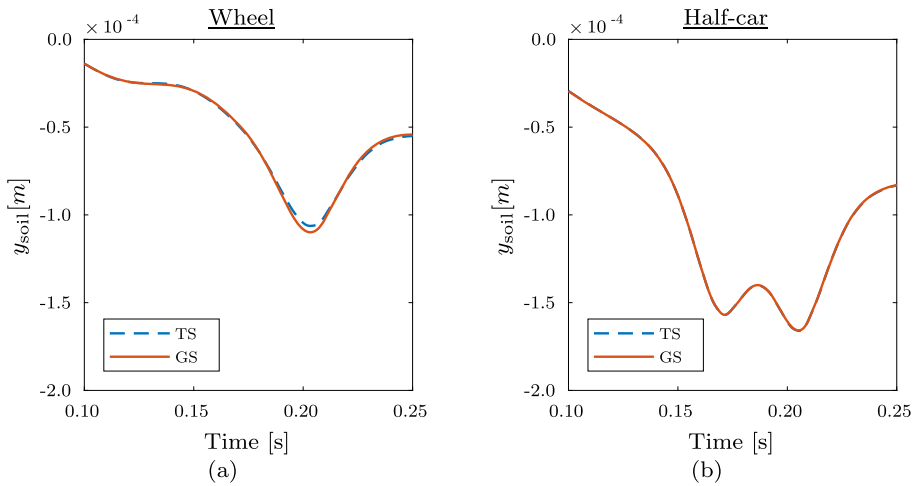 Wheel
× 10⁻⁴
0.0
-0.5
-1.0
-1.5
-2.0
y_soil[m]
TS
GS
0.10 0.15 0.20 0.25
Time [s]
(a)
Half-car
× 10⁻⁴
0.0
-0.5
-1.0
-1.5
-2.0
y_soil[m]
TS
GS
0.10 0.15 0.20 0.25
Time [s]
(b)